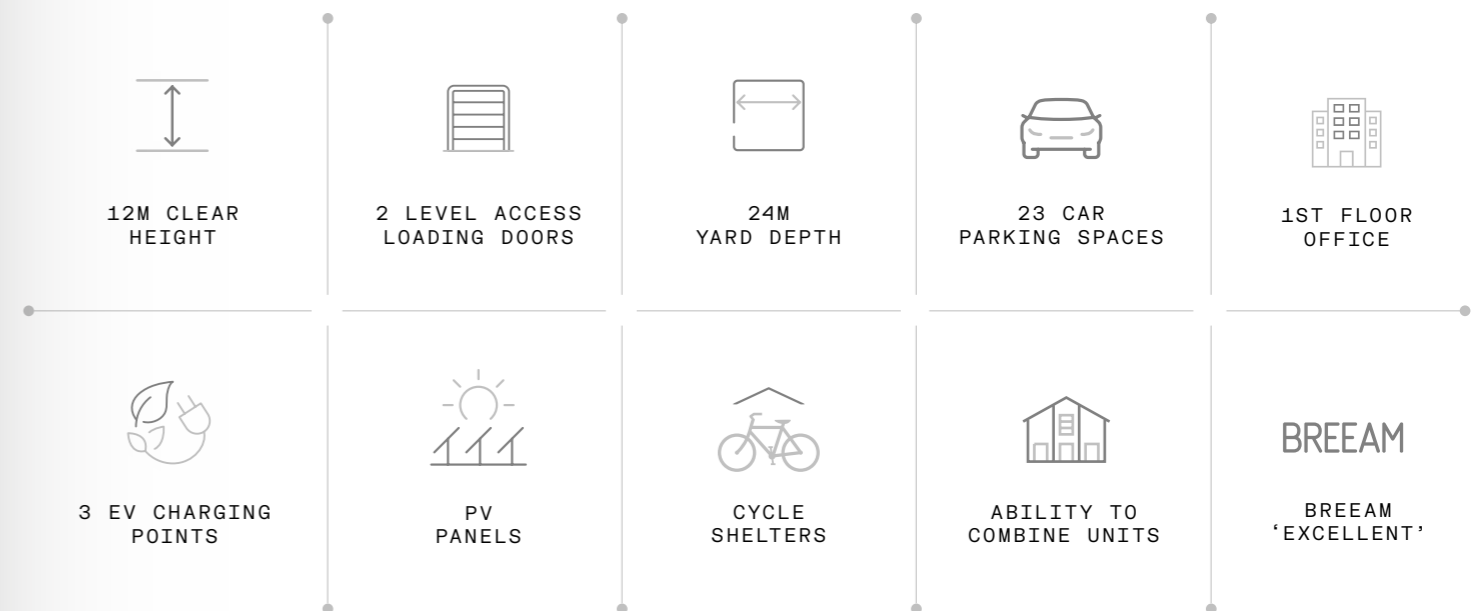 12M CLEAR
HEIGHT
2 LEVEL ACCESS
LOADING DOORS
24M
YARD DEPTH
23 CAR
PARKING SPACES
1ST FLOOR
OFFICE
3 EV CHARGING
POINTS
PV
PANELS
CYCLE
SHELTERS
ABILITY TO
COMBINE UNITS
BREEAM
BREEAM
‘EXCELLENT’